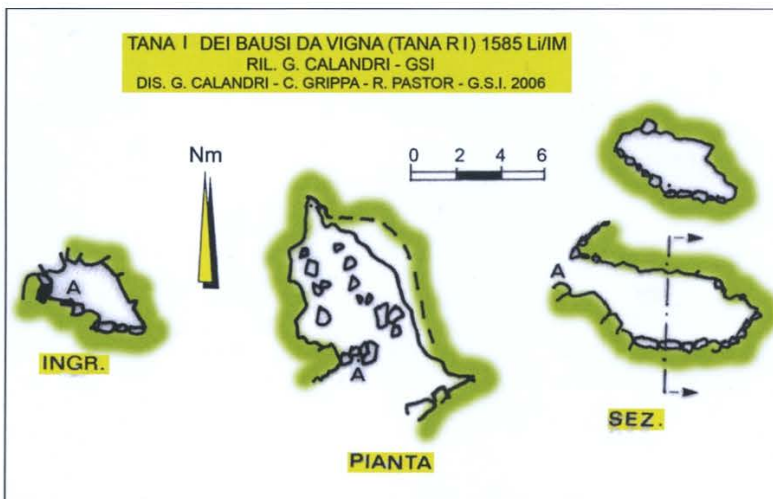 TANA I DEI BAUSI DA VIGNA (TANA R I) 1585 Li/IM
RIL. G. CALANDRI - GSI
DIS. G. CALANDRI - C. GRIPPA - R. PASTOR - G.S.I. 2006
Nm
0 2 4 6
A
A
A
INGR.
PIANTA
SEZ.